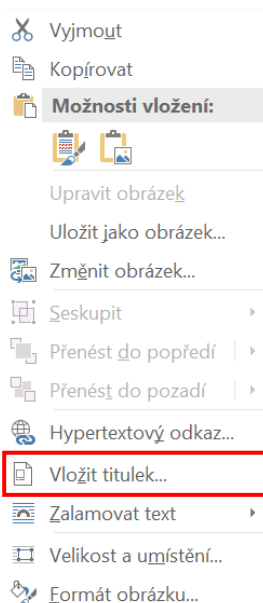 Vyjmout
Kopírovat
Možnosti vložení:
Upravit obrázek
Uložit jako obrázek...
Změnit obrázek...
Seskupit
Přenést do popředí
Přenést do pozadí
Hypertextový odkaz...
Vložit titulek...
Zalamovat text
Velikost a umístění...
Formát obrázku...